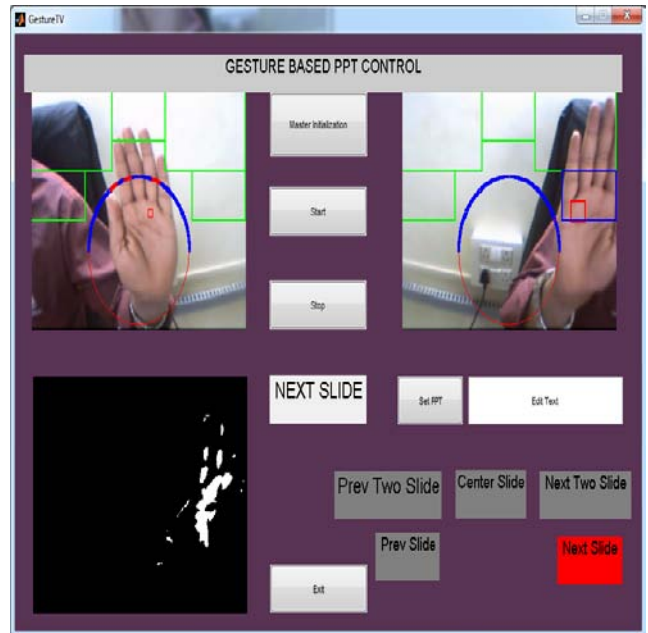 GestureTV
GESTURE BASED PPT CONTROL
Master Initialization
Start
Stop
NEXT SLIDE
Set PPT
Edit Text
Prev Two Slide
Center Slide
Next Two Slide
Prev Slide
Next Slide
Exit